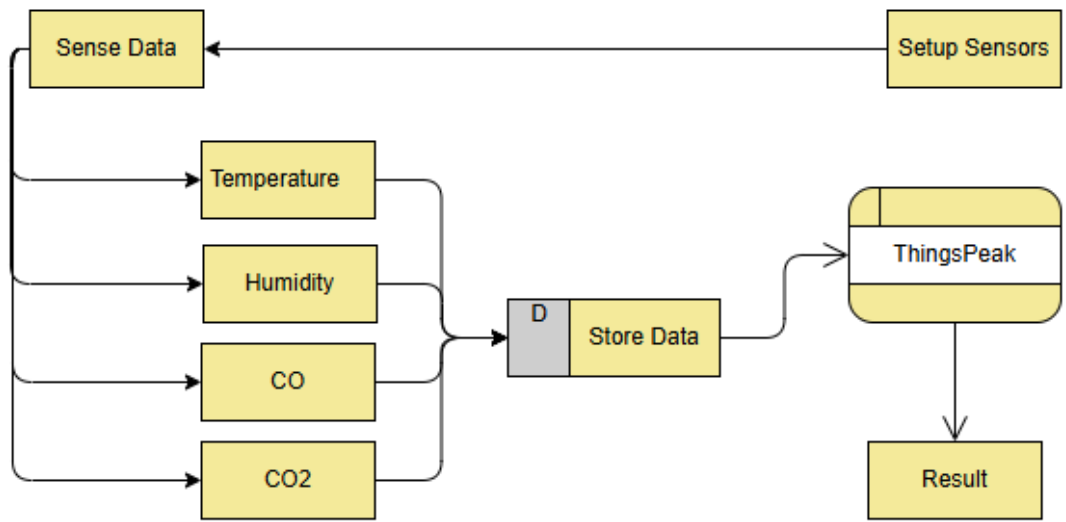 Sense Data
Setup Sensors
Temperature
Humidity
CO
CO2
D
Store Data
ThingsPeak
Result